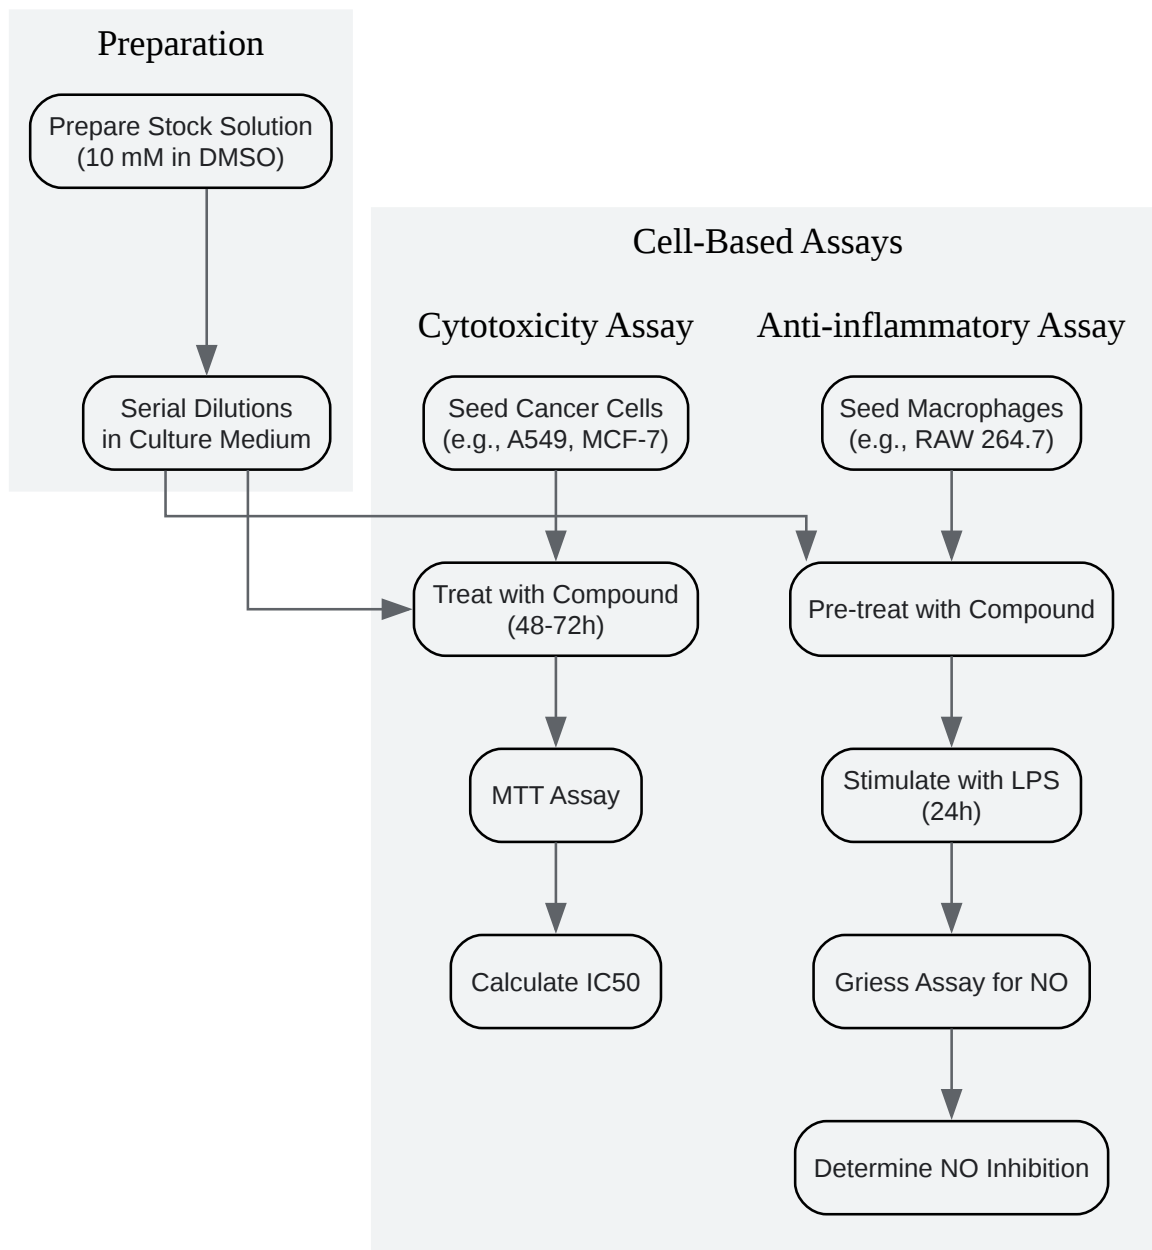 Preparation
Prepare Stock Solution
(10 mM in DMSO)
Serial Dilutions
in Culture Medium
Cell-Based Assays
Cytotoxicity Assay
Seed Cancer Cells
(e.g., A549, MCF-7)
Treat with Compound
(48-72h)
MTT Assay
Calculate IC50
Anti-inflammatory Assay
Seed Macrophages
(e.g., RAW 264.7)
Pre-treat with Compound
Stimulate with LPS
(24h)
Griess Assay for NO
Determine NO Inhibition